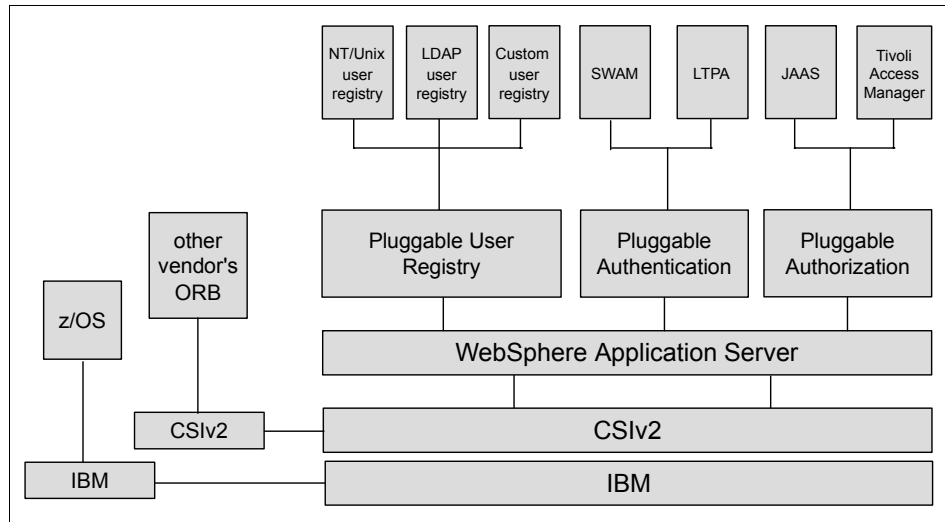 NT/Unix
user
registry
LDAP
user
registry
Custom
user
registry
SWAM
LTPA
JAAS
Tivoli
Access
Manager
other
vendor's
ORB
Pluggable User
Registry
Pluggable
Authentication
Pluggable
Authorization
z/OS
WebSphere Application Server
CSIv2
CSIv2
IBM
IBM